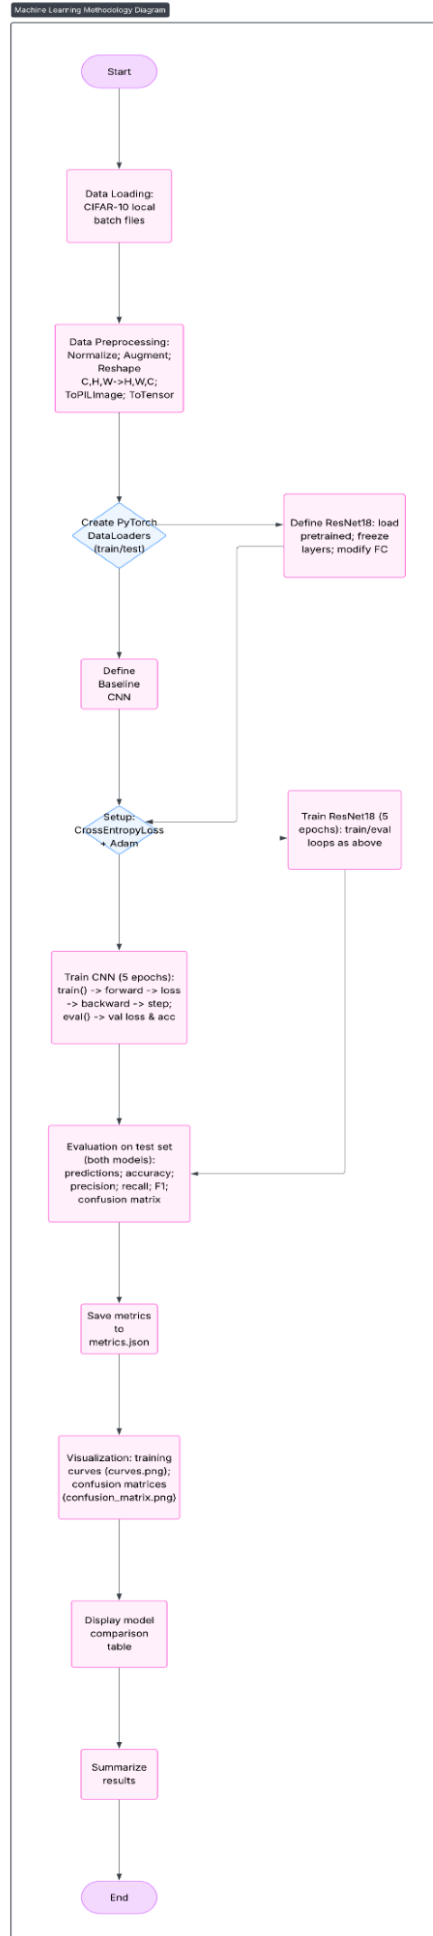 Machine Learning Methodology Diagram
Start
Data Loading:
CIFAR-10 local
batch files
Data Preprocessing:
Normalize; Augment;
Reshape
C,H,W->H,W,C;
ToPILImage; ToTensor
Create PyTorch
DataLoaders
(train/test)
Define ResNet18: load
pretrained; freeze
layers; modify FC
Define
Baseline
CNN
Setup:
CrossEntropyLoss
+ Adam
Train ResNet18 (5
epochs): train/eval
loops as above
Train CNN (5 epochs):
train() -> forward -> loss
-> backward -> step;
eval() -> val loss & acc
Evaluation on test set
(both models):
predictions; accuracy;
precision; recall; F1;
confusion matrix
Save metrics
to
metrics.json
Visualization: training
curves (curves.png);
confusion matrices
(confusion_matrix.png)
Display model
comparison
table
Summarize
results
End